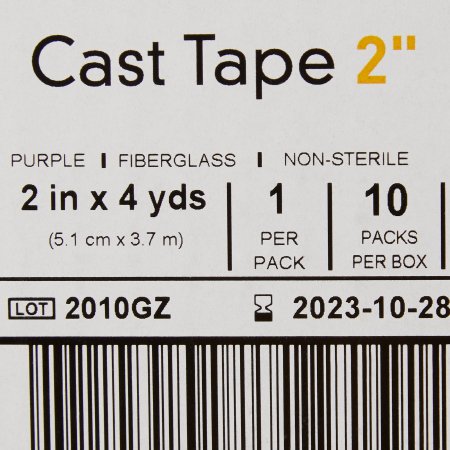 Cast Tape 2"
PURPLE | FIBERGLASS | NON-STERILE
2 in x 4 yds | 1 | 10
(5.1 cm x 3.7 m) PER PACKS
PACK PER BOX
LOT 2010GZ 2023-10-28